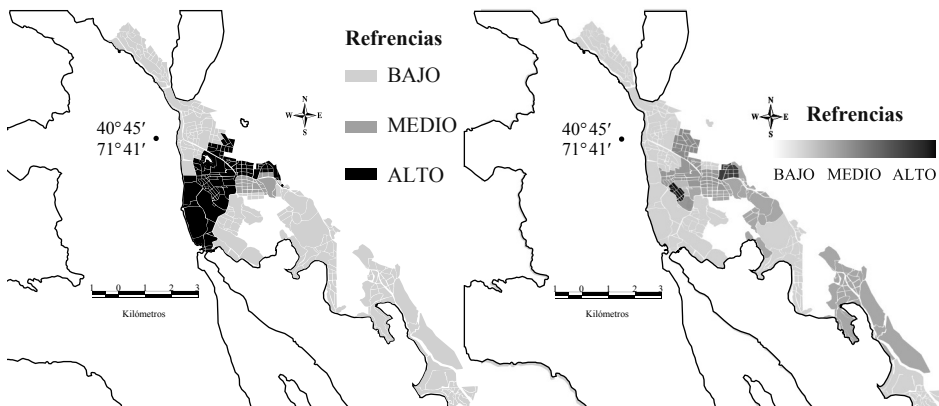 Refrencias
BAJO
MEDIO
ALTO
N
W E
S
40° 45′
71° 41′
1 0 1 2 3
Kilómetros
N
W E
S
Refrencias
BAJO MEDIO ALTO
40° 45′
71° 41′
1 0 1 2 3
Kilómetros